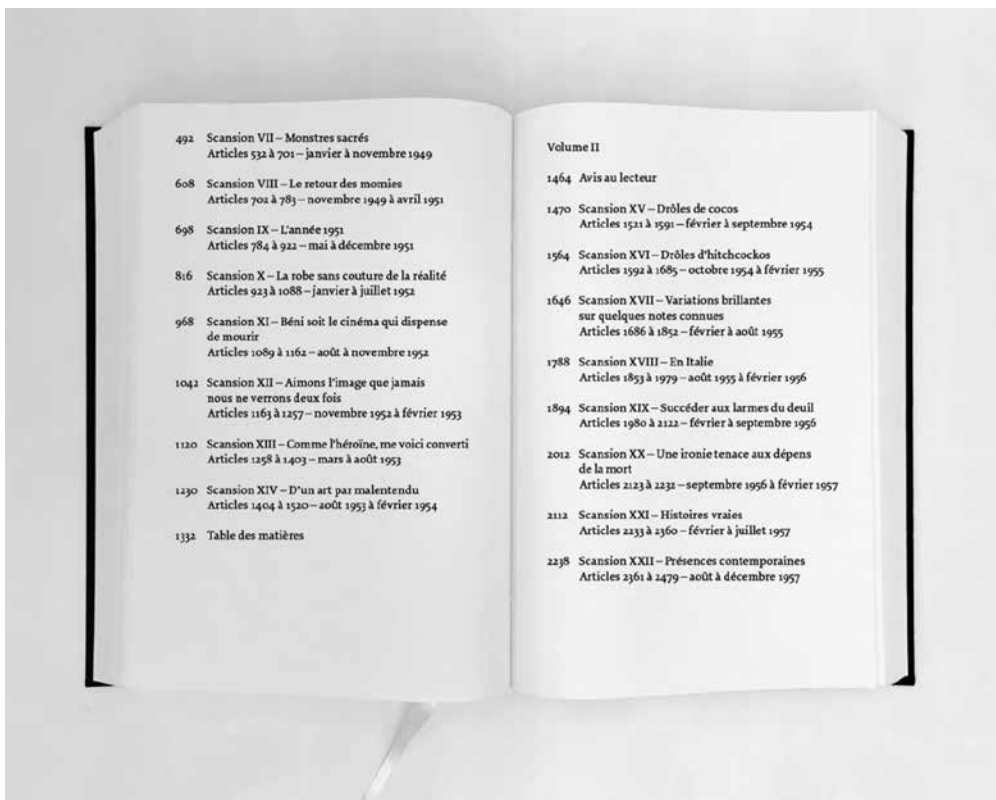 492 Scansion VII – Monstres sacrés
Articles 532 à 701 – janvier à novembre 1949
608 Scansion VIII – Le retour des momies
Articles 702 à 783 – novembre 1949 à avril 1951
698 Scansion IX – L'année 1951
Articles 784 à 922 – mai à décembre 1951
816 Scansion X – La robe sans couture de la réalité
Articles 923 à 1088 – janvier à juillet 1952
968 Scansion XI – Béni soit le cinéma qui dispense
de mourir
Articles 1089 à 1162 – août à novembre 1952
1042 Scansion XII – Aimons l'image que jamais
nous ne verrons deux fois
Articles 1163 à 1257 – novembre 1952 à février 1953
1120 Scansion XIII – Comme l'héroïne, me voici converti
Articles 1258 à 1403 – mars à août 1953
1230 Scansion XIV – D'un art par malentendu
Articles 1404 à 1520 – août 1953 à février 1954
1332 Table des matières
Volume II
1464 Avis au lecteur
1470 Scansion XV – Drôles de cocos
Articles 1521 à 1591 – février à septembre 1954
1564 Scansion XVI – Drôles d'hitchcockos
Articles 1592 à 1685 – octobre 1954 à février 1955
1646 Scansion XVII – Variations brillantes
sur quelques notes connues
Articles 1686 à 1852 – février à août 1955
1788 Scansion XVIII – En Italie
Articles 1853 à 1979 – août 1955 à février 1956
1894 Scansion XIX – Succéder aux larmes du deuil
Articles 1980 à 2122 – février à septembre 1956
2012 Scansion XX – Une ironie tenace aux dépens
de la mort
Articles 2123 à 2232 – septembre 1956 à février 1957
2112 Scansion XXI – Histoires vraies
Articles 2233 à 2360 – février à juillet 1957
2238 Scansion XXII – Présences contemporaines
Articles 2361 à 2479 – août à décembre 1957